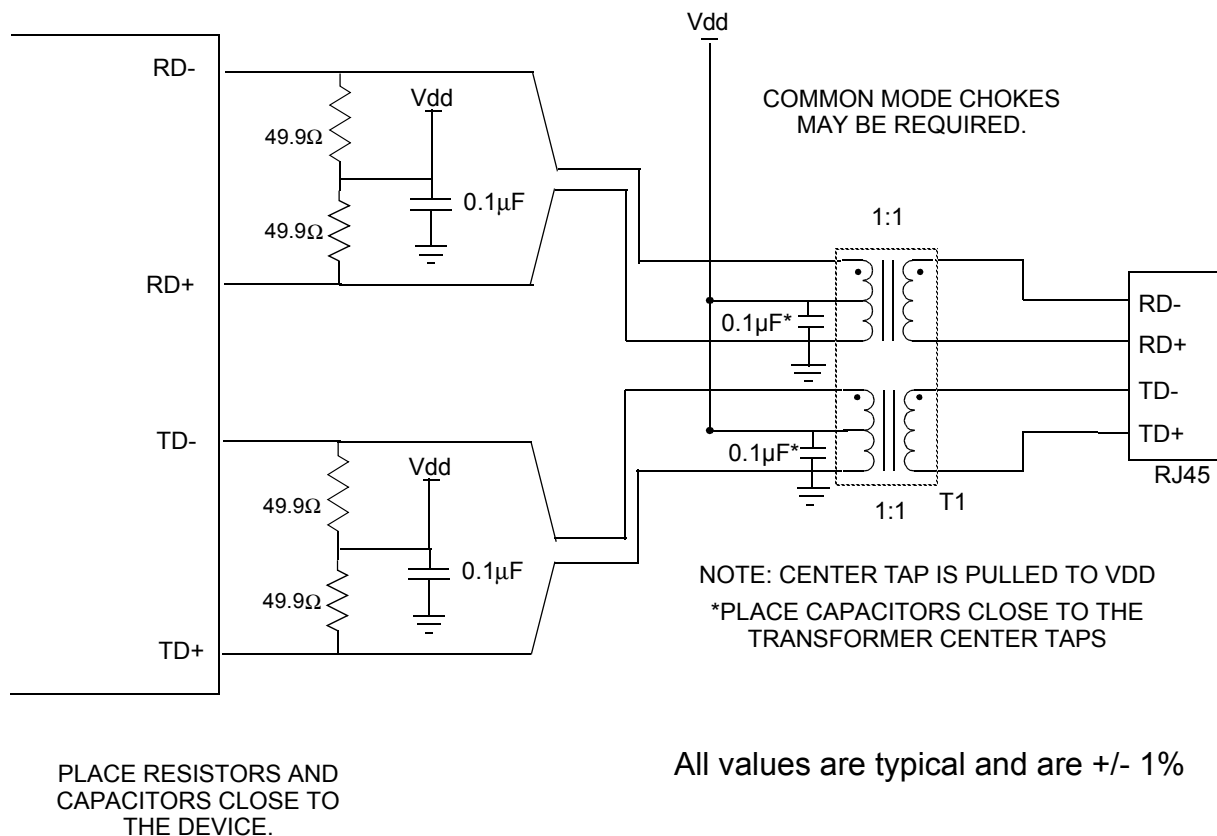 Vdd
RD-
COMMON MODE CHOKES
MAY BE REQUIRED.
Vdd
49.9Ω
0.1μF
49.9Ω
1:1
RD+
RD-
0.1µF*
RD+
TD-
TD-
TD+
0.1µF*
Vdd
RJ45
49.9Ω
1:1
T1
0.1μF
NOTE: CENTER TAP IS PULLED TO VDD
49.9Ω
*PLACE CAPACITORS CLOSE TO THE
TRANSFORMER CENTER TAPS
TD+
PLACE RESISTORS AND
CAPACITORS CLOSE TO
THE DEVICE.
All values are typical and are +/- 1%